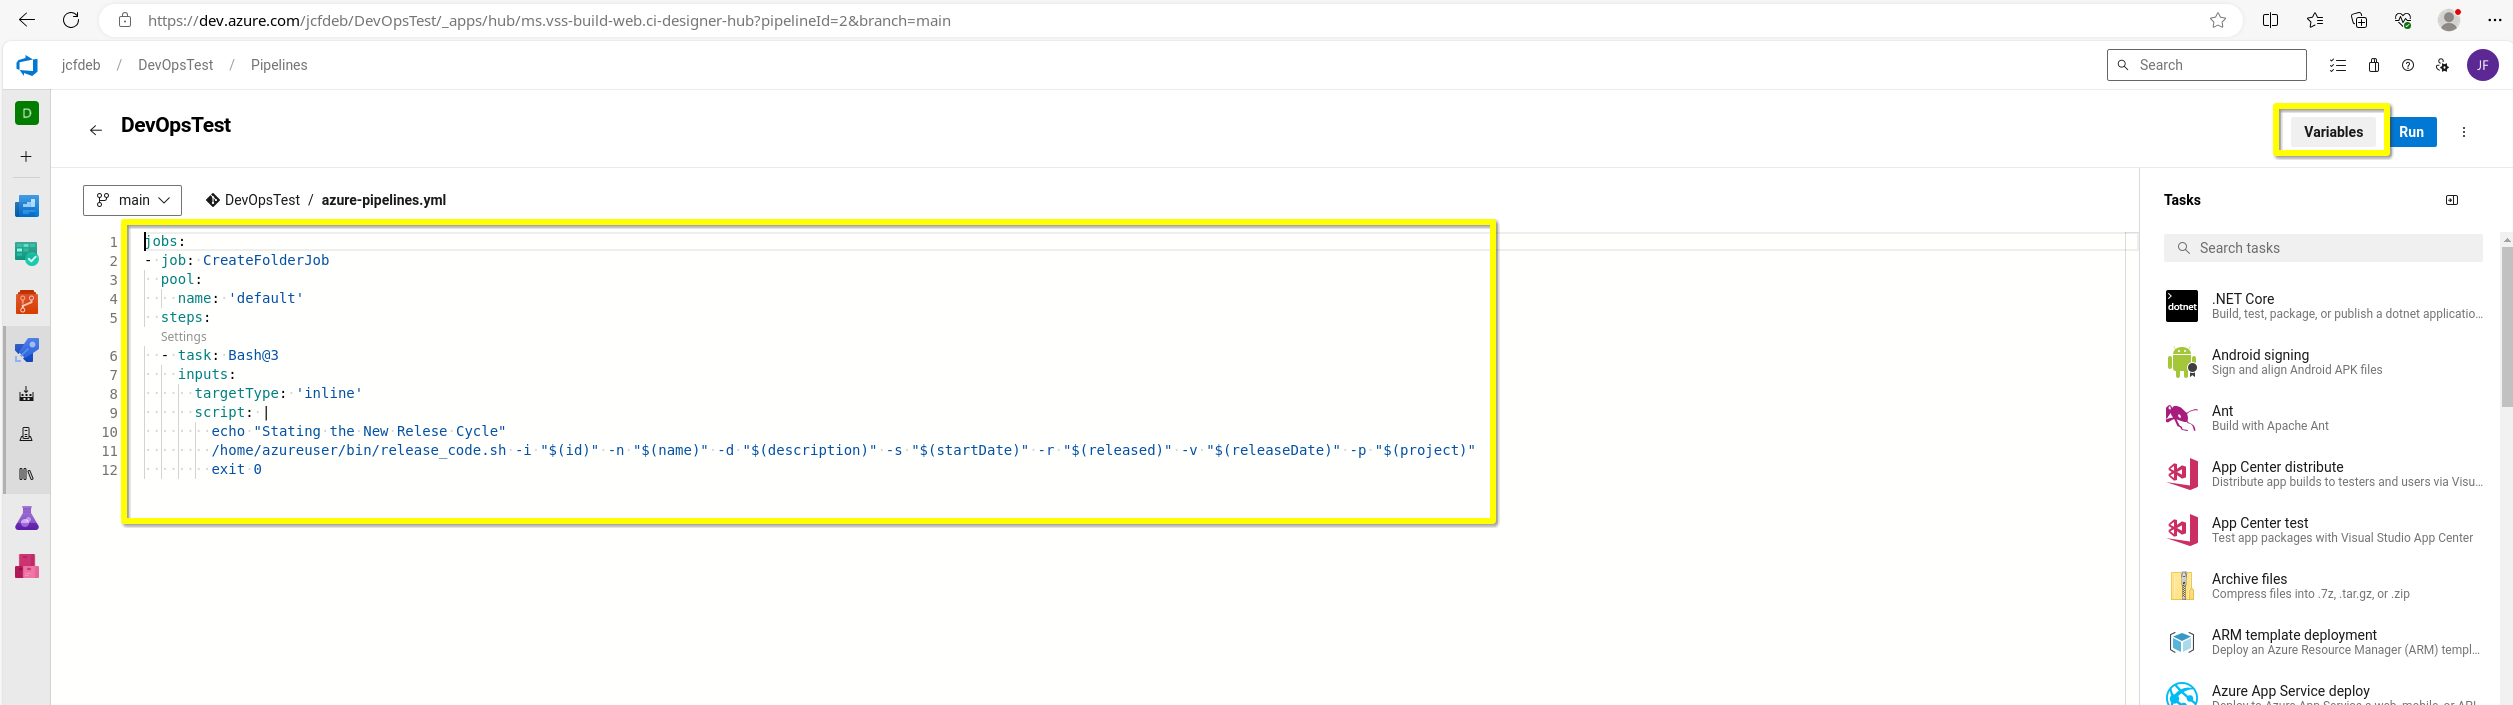 https://dev.azure.com/jcfdeb/DevOpsTest/_apps/hub/ms.vss-build-web.ci-designer-hub?pipelineId=2&branch=main
jcfdeb / DevOpsTest / Pipelines
Search
JF
D
DevOpsTest
Variables
Run
main
DevOpsTest / azure-pipelines.yml
1 jobs:
2 - job: CreateFolderJob
3 pool:
4 name: 'default'
5 steps:
Settings
6 - task: Bash@3
7 inputs:
8 targetType: 'inline'
9 script: |
10 echo "Stating the New Relese Cycle"
11 /home/azureuser/bin/release_code.sh -i "$(id)" -n "$(name)" -d "$(description)" -s "$(startDate)" -r "$(released)" -v "$(releaseDate)" -p "$(project)"
12 exit 0
Tasks
Search tasks
dotnet
.NET Core
Build, test, package, or publish a dotnet applicatio...
Android signing
Sign and align Android APK files
Ant
Build with Apache Ant
App Center distribute
Distribute app builds to testers and users via Visu...
App Center test
Test app packages with Visual Studio App Center
Archive files
Compress files into .7z, .tar.gz, or .zip
ARM template deployment
Deploy an Azure Resource Manager (ARM) templ...
Azure App Service deploy